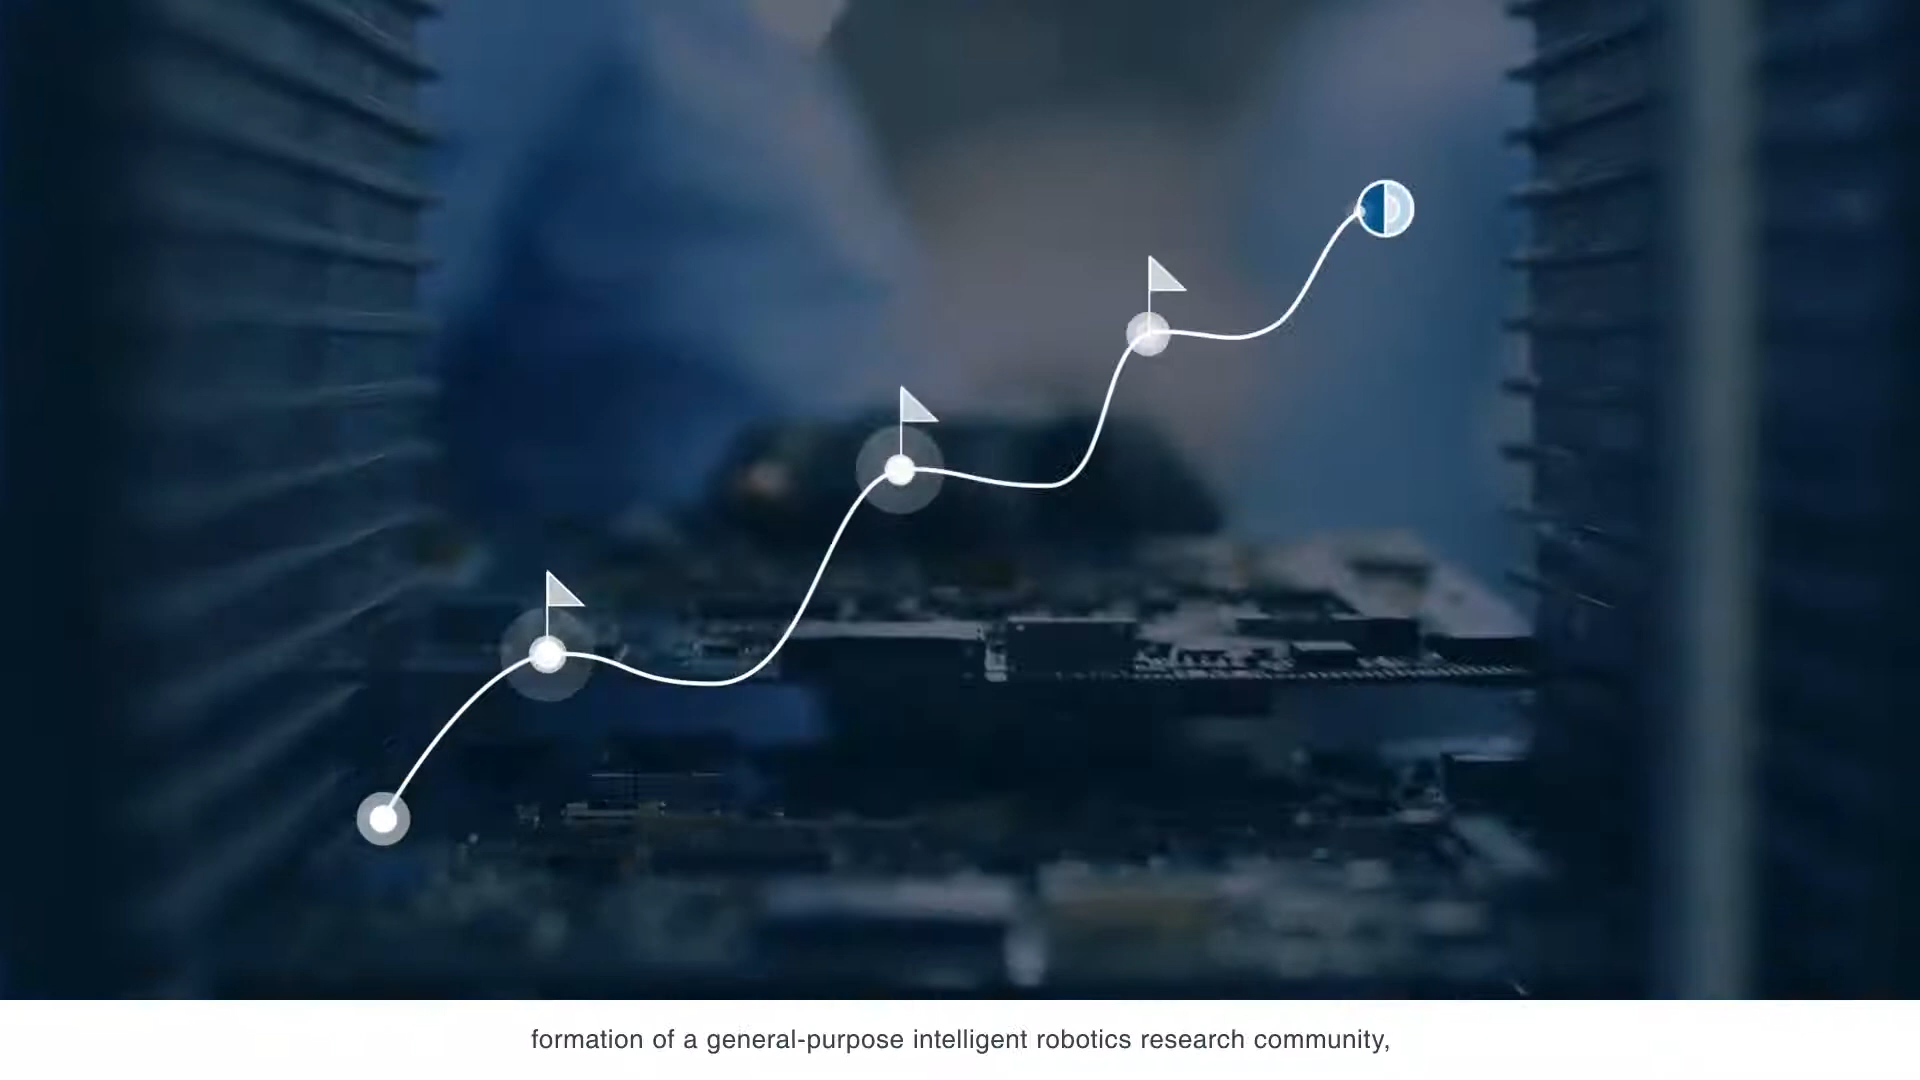 formation of a general-purpose intelligent robotics research community,